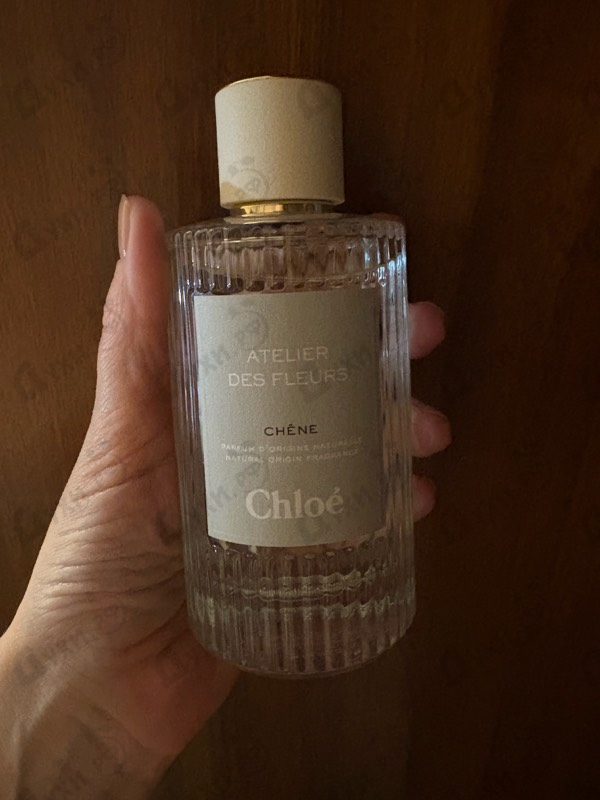 ATELIER
DES FLEURS
CHÊNE
PARFUM D'ORIGINE NATURELLE
NATURAL ORIGIN FRAGRANCE
Chloé